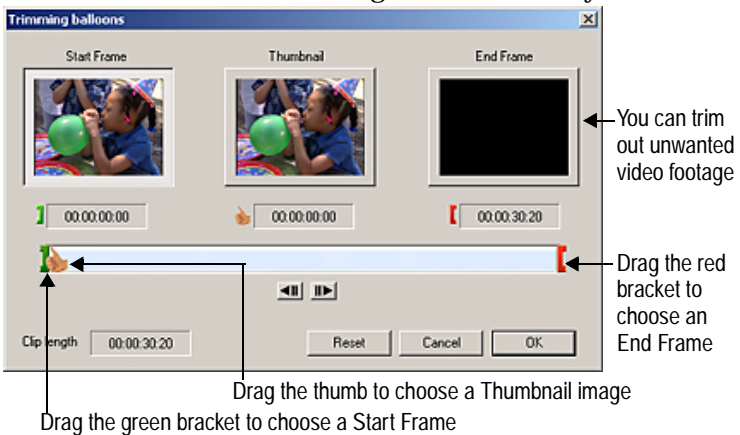 Trimming balloons
Start Frame
Thumbnail
End Frame
You can trim
out unwanted
video footage
00:00:00:00
00:00:00:00
00:00:30:20
Drag the red
bracket to
choose an
End Frame
Clip length
00:00:30:20
Reset
Cancel
OK
Drag the thumb to choose a Thumbnail image
Drag the green bracket to choose a Start Frame